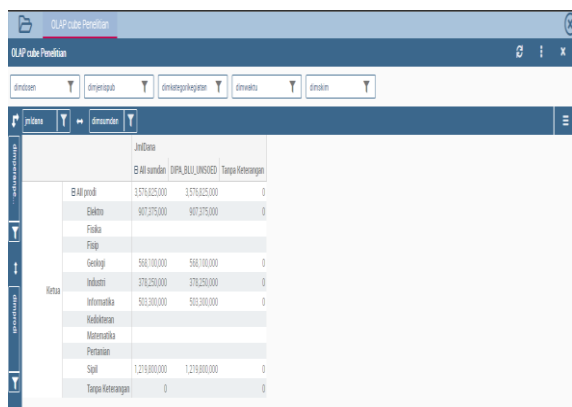 OLAP cube Penelitian
OLAP cube Penelitian
dimdosen dimjenispub dimkategorikegiatan dimwaktu dimskim
jmldana dimsumdan
JmlDana
All sumdan DIPA_BLU_UNSOED Tanpa Keterangan
dimperanpe...
dimprodi
Ketua
All prodi 3,576,825,000 3,576,825,000 0
Elektro 907,375,000 907,375,000 0
Fisika
Fisip
Geologi 568,100,000 568,100,000 0
Industri 378,250,000 378,250,000 0
Informatika 503,300,000 503,300,000 0
Kedokteran
Matematika
Pertanian
Sipil 1,219,800,000 1,219,800,000 0
Tanpa Keterangan 0 0